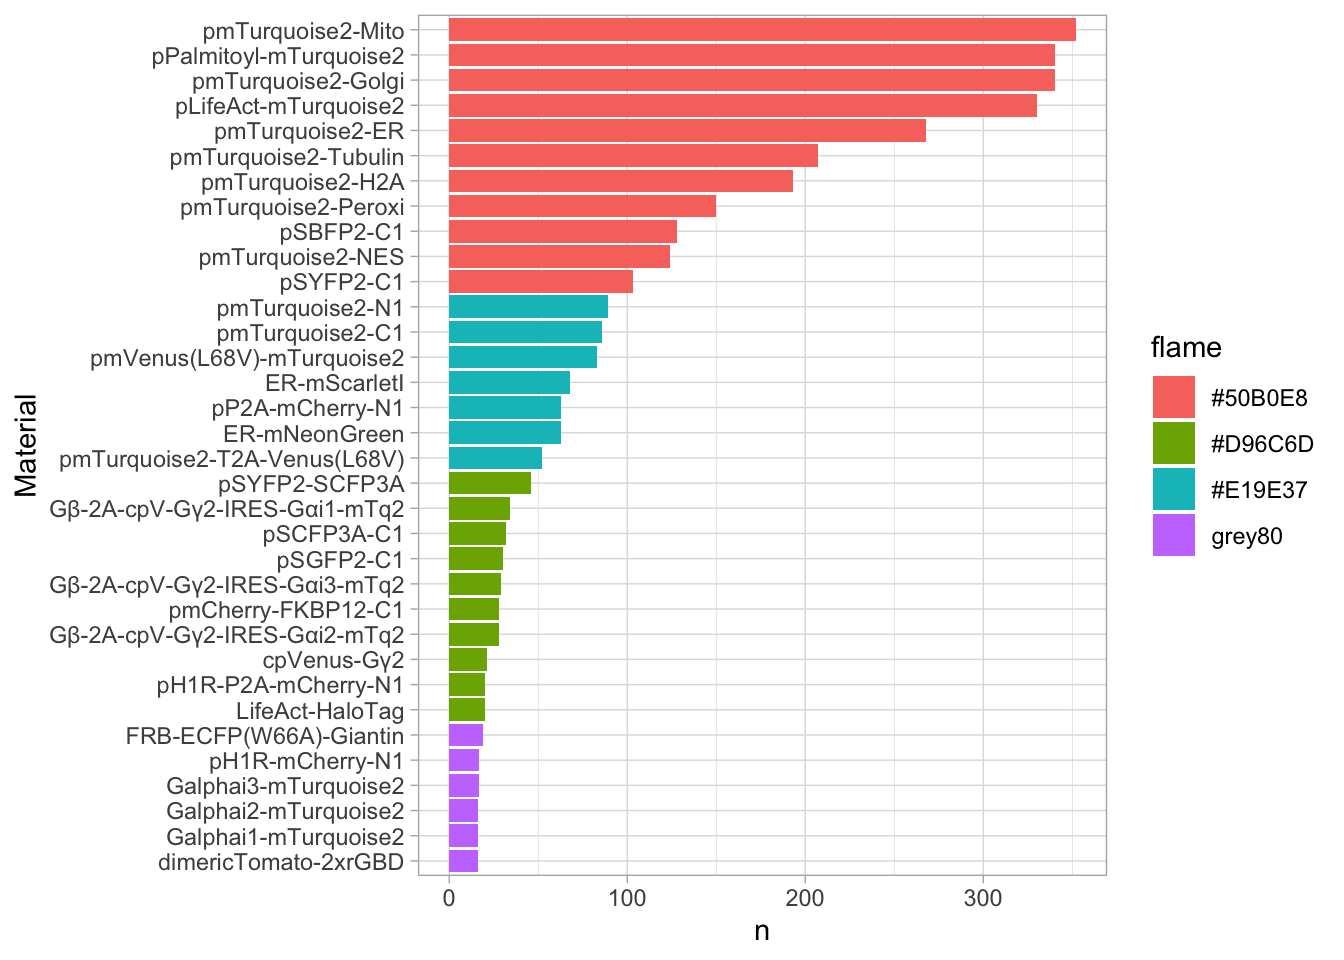 pmTurquoise2-Mito
pPalmitoyl-mTurquoise2
pmTurquoise2-Golgi
pLifeAct-mTurquoise2
pmTurquoise2-ER
pmTurquoise2-Tubulin
pmTurquoise2-H2A
pmTurquoise2-Peroxi
pSBFP2-C1
pmTurquoise2-NES
pSYFP2-C1
pmTurquoise2-N1
pmTurquoise2-C1
pmVenus(L68V)-mTurquoise2
ER-mScarletI
pP2A-mCherry-N1
ER-mNeonGreen
pmTurquoise2-T2A-Venus(L68V)
pSYFP2-SCFP3A
Gβ-2A-cpV-Gγ2-IRES-Gαi1-mTq2
pSCFP3A-C1
pSGFP2-C1
Gβ-2A-cpV-Gγ2-IRES-Gαi3-mTq2
pmCherry-FKBP12-C1
Gβ-2A-cpV-Gγ2-IRES-Gαi2-mTq2
cpVenus-Gγ2
pH1R-P2A-mCherry-N1
LifeAct-HaloTag
FRB-ECFP(W66A)-Giantin
pH1R-mCherry-N1
Galphai3-mTurquoise2
Galphai2-mTurquoise2
Galphai1-mTurquoise2
dimericTomato-2xrGBD
Material
0 100 200 300
n
flame
#50B0E8
#D96C6D
#E19E37
grey80